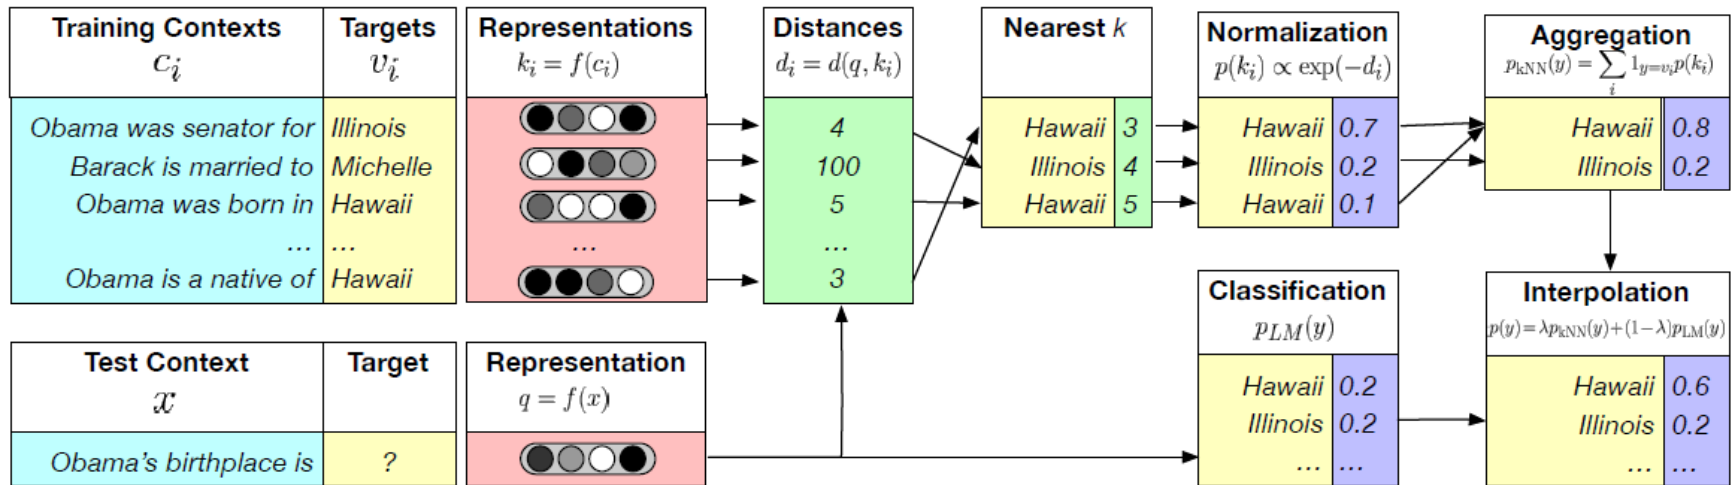 Training Contexts
c_i
Targets
v_i
Obama was senator for Illinois
Barack is married to Michelle
Obama was born in Hawaii
... ...
Obama is a native of Hawaii
Representations
k_i = f(c_i)
...
Distances
d_i = d(q, k_i)
4
100
5
...
3
Nearest k
Hawaii 3
Illinois 4
Hawaii 5
Normalization
p(k_i) ∝ exp(−d_i)
Hawaii 0.7
Illinois 0.2
Hawaii 0.1
Aggregation
p_kNN(y) = ∑_i 1_{y=v_i} p(k_i)
Hawaii 0.8
Illinois 0.2
Test Context
x
Target
Obama's birthplace is ?
Representation
q = f(x)
Classification
p_LM(y)
Hawaii 0.2
Illinois 0.2
... ...
Interpolation
p(y) = λp_kNN(y) + (1−λ)p_LM(y)
Hawaii 0.6
Illinois 0.2
... ...